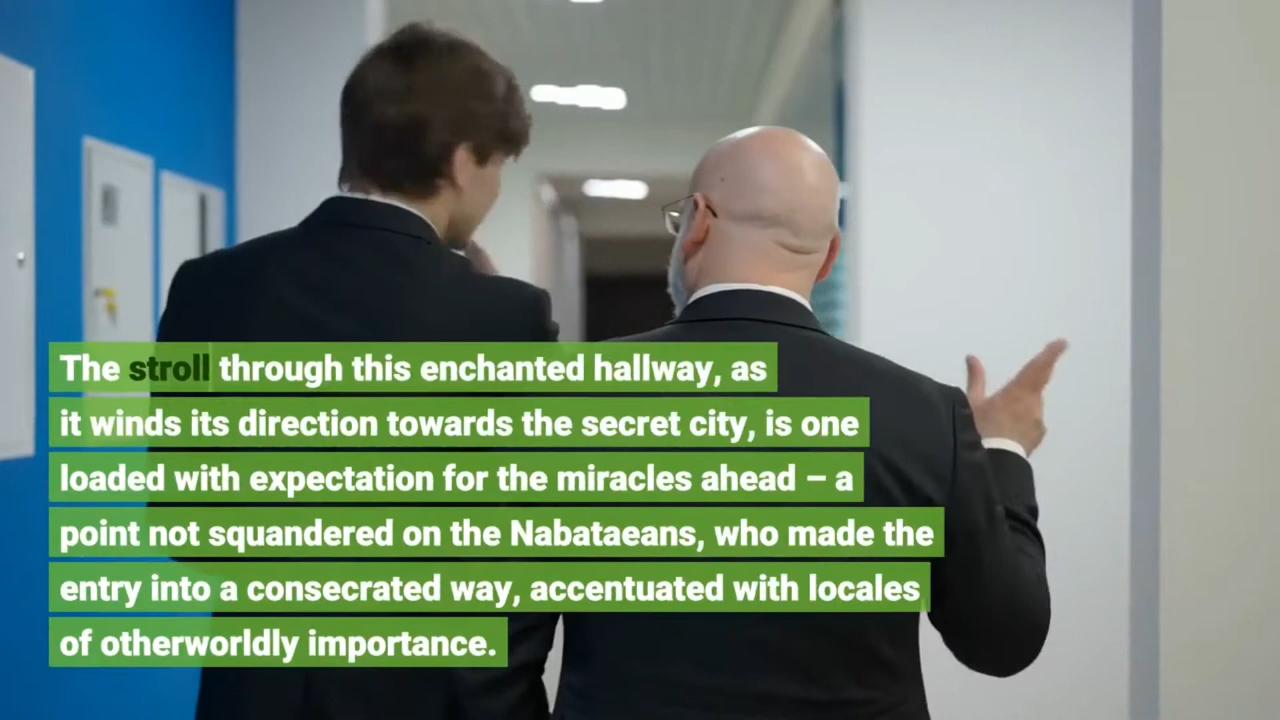 The stroll through this enchanted hallway, as
it winds its direction towards the secret city, is one
loaded with expectation for the miracles ahead – a
point not squandered on the Nabataeans, who made the
entry into a consecrated way, accentuated with locales
of otherworldly importance.